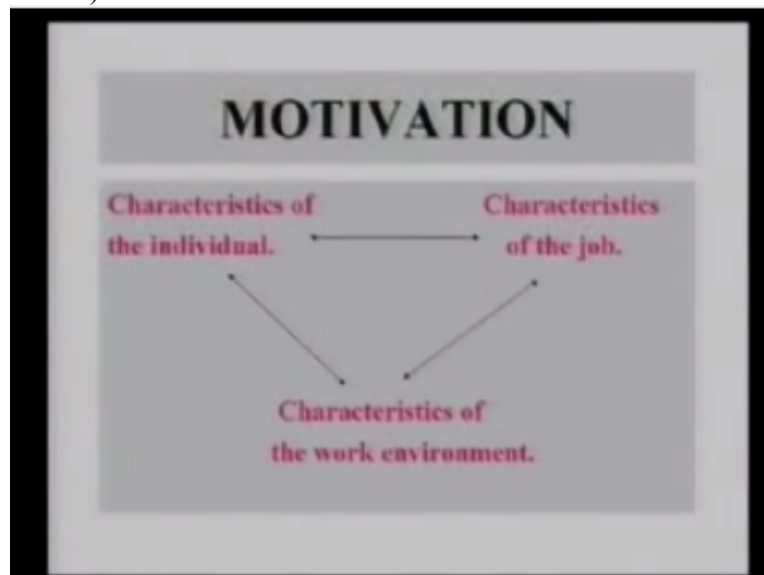 )
MOTIVATION
Characteristics of
the individual.
Characteristics
of the job.
Characteristics of
the work environment.